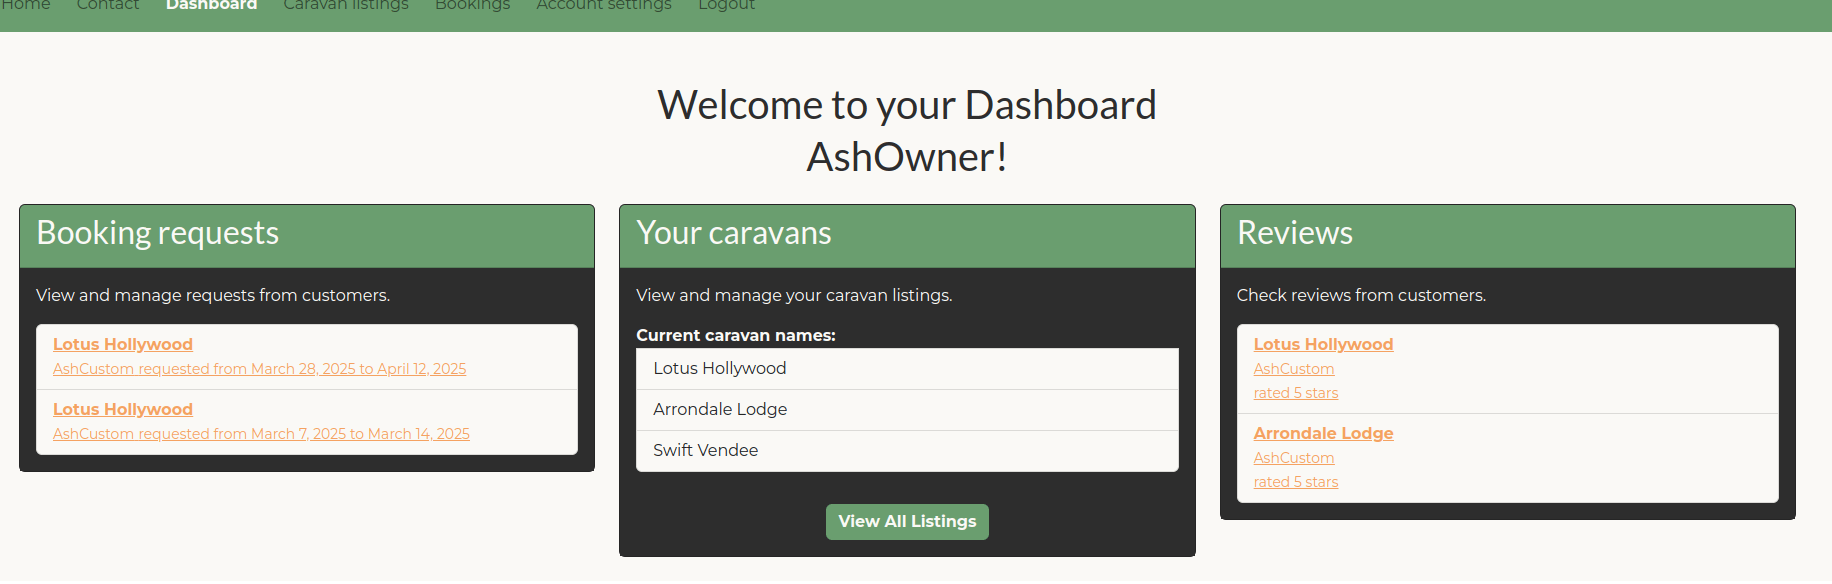 Home Contact Dashboard Caravan listings Bookings Account settings Logout
Welcome to your Dashboard
AshOwner!
Booking requests
View and manage requests from customers.
Lotus Hollywood
AshCustom requested from March 28, 2025 to April 12, 2025
Lotus Hollywood
AshCustom requested from March 7, 2025 to March 14, 2025
Your caravans
View and manage your caravan listings.
Current caravan names:
Lotus Hollywood
Arrondale Lodge
Swift Vendee
View All Listings
Reviews
Check reviews from customers.
Lotus Hollywood
AshCustom
rated 5 stars
Arrondale Lodge
AshCustom
rated 5 stars